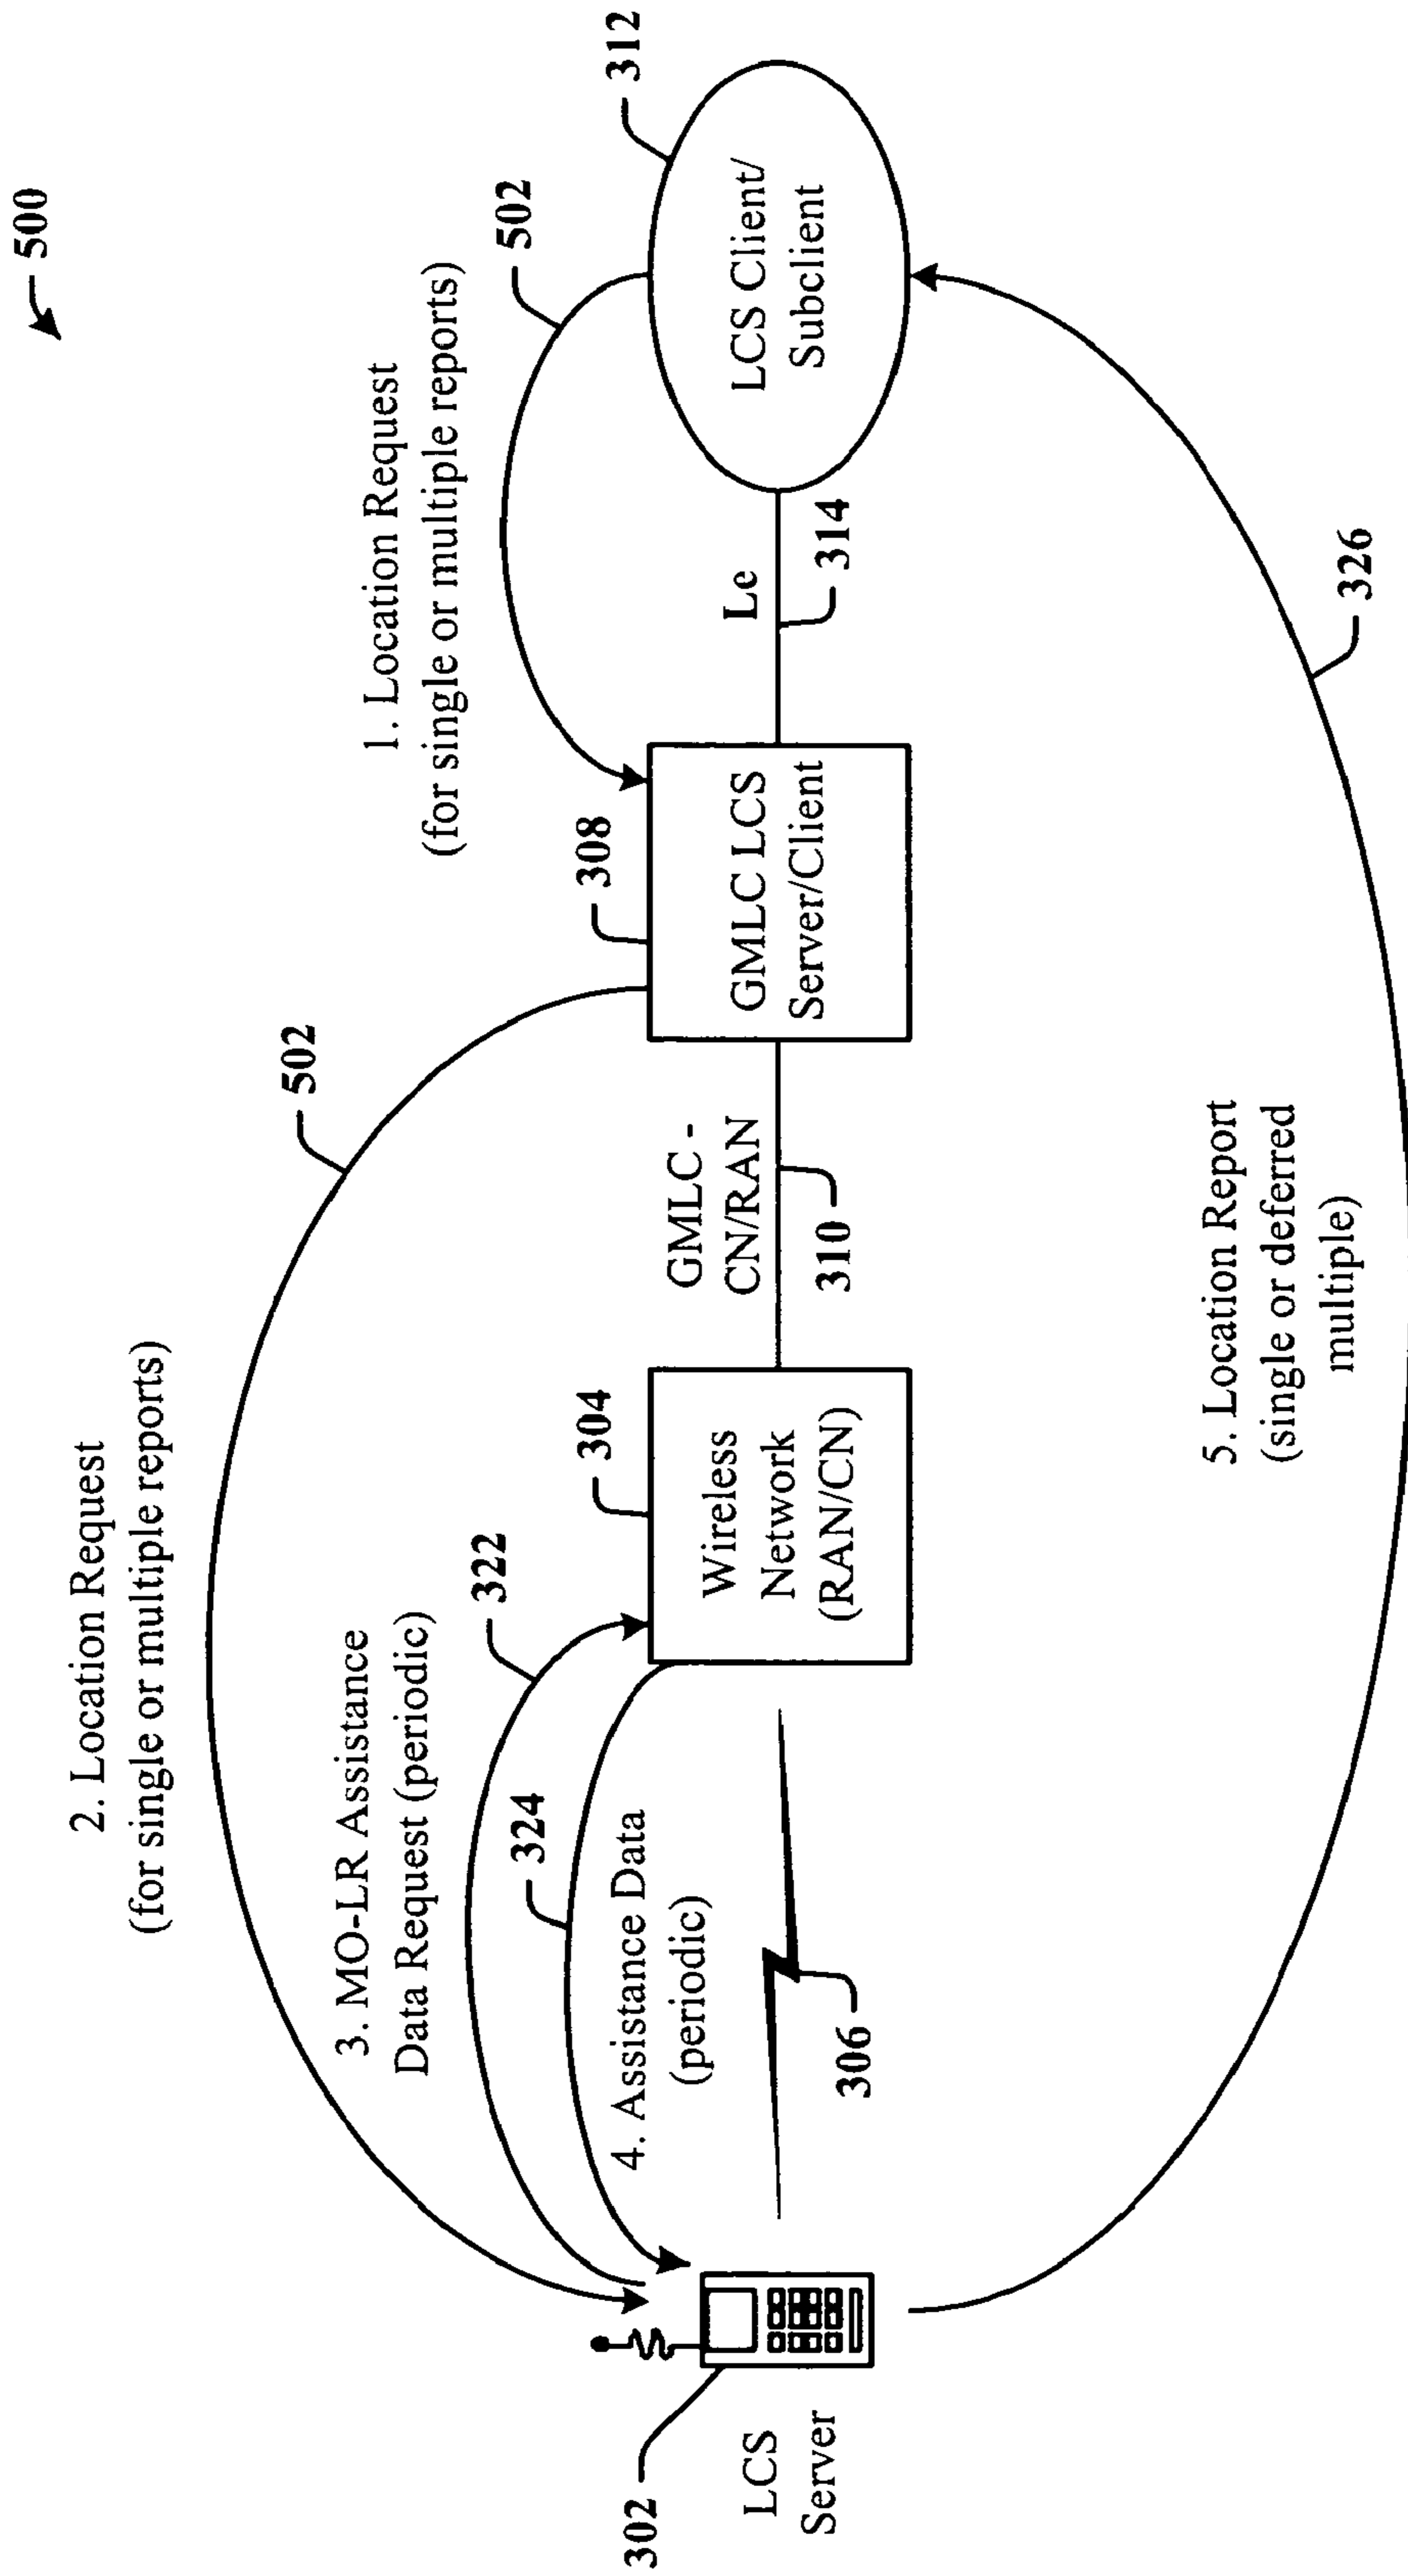 500
2. Location Request
(for single or multiple reports)
502
1. Location Request
(for single or multiple reports)
502
3. MO-LR Assistance
Data Request (periodic)
322
324
4. Assistance Data
(periodic)
304
308
312
302
LCS
Server
306
Wireless
Network
(RAN/CN)
GMLC -
CN/RAN
310
GMLC LCS
Server/Client
Le
314
LCS Client/
Subclient
5. Location Report
(single or deferred
multiple)
326